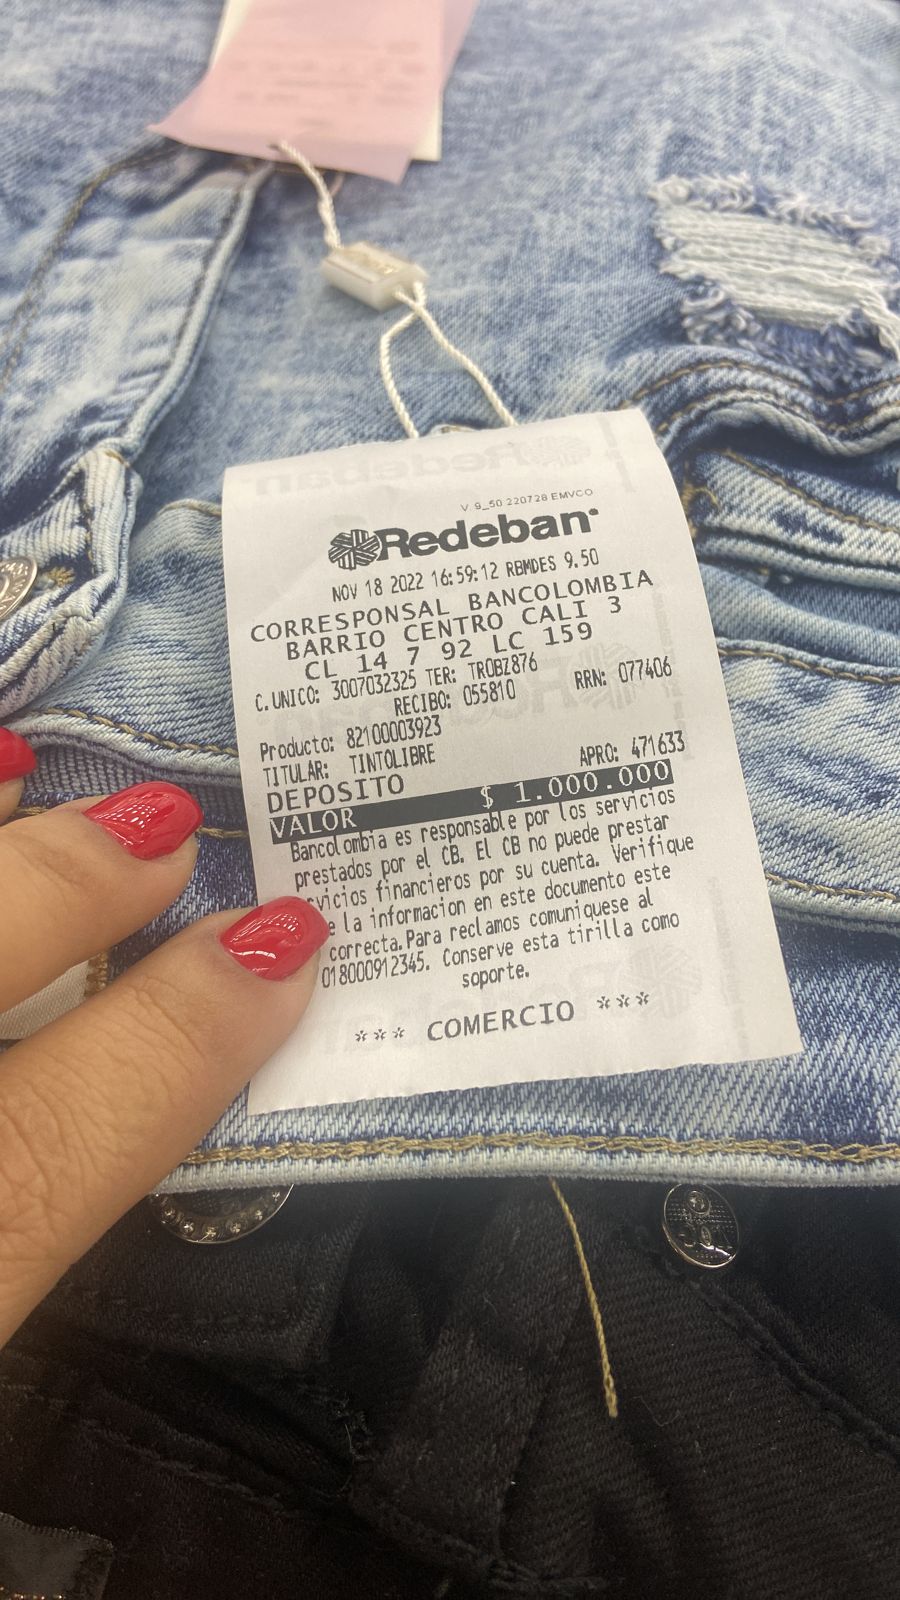 V. 9_50 220728 EMVCO
Redeban
NOV 18 2022 16:59:12 RBMDES 9.50
CORRESPONSAL BANCOLOMBIA
BARRIO CENTRO CALI 3
CL 14 7 92 LC 159
C.UNICO: 3007032325 TER: TROBZ876
RECIBO: 055810 RRN: 077406
Producto: 82100003923
TITULAR: TINTOLIBRE
DEPOSITO APRO: 471633
VALOR $ 1.000.000
Bancolombia es responsable por los servicios
prestados por el CB. El CB no puede prestar
vicios financieros por su cuenta. Verifique
e la informacion en este documento este
correcta. Para reclamos comuniquese al
018000912345. Conserve esta tirilla como
soporte.
*** COMERCIO ***